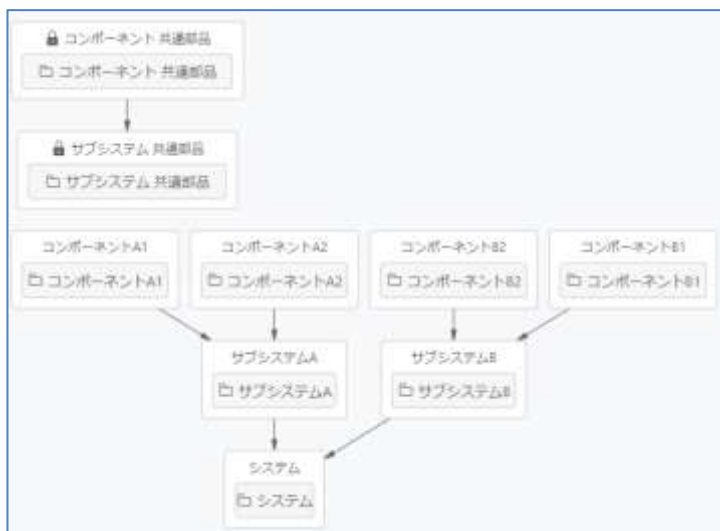 コンポーネント 共通部品
コンポーネント 共通部品
サブシステム 共通部品
サブシステム 共通部品
コンポーネントA1
コンポーネントA2
コンポーネントB2
コンポーネントB1
コンポーネントA1
コンポーネントA2
コンポーネントB2
コンポーネントB1
サブシステムA
サブシステムB
サブシステムA
サブシステムB
システム
システム